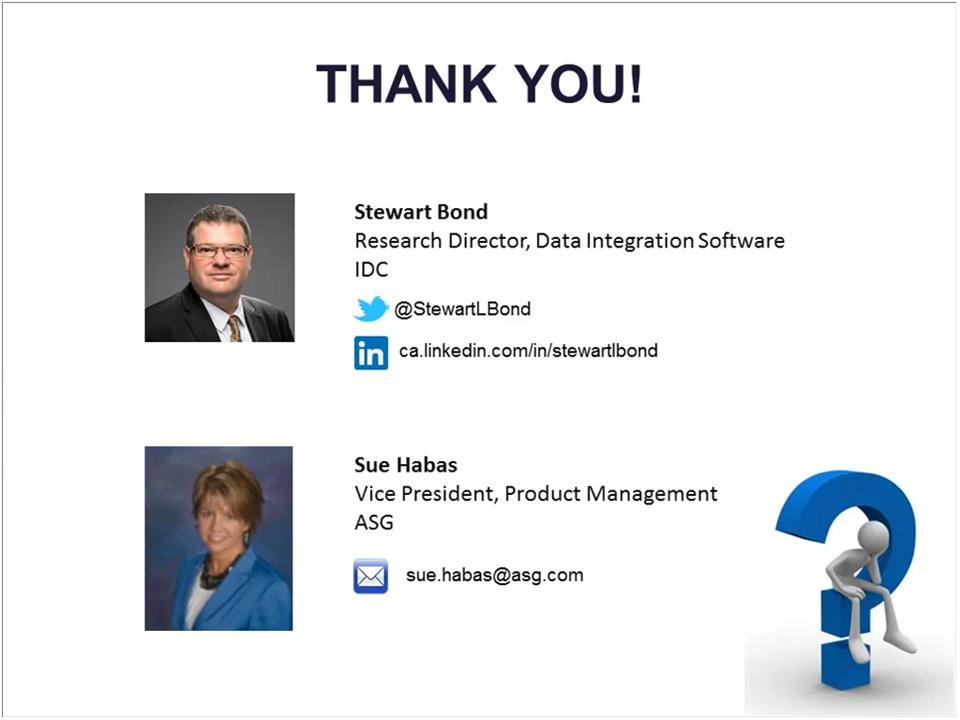 THANK YOU!
Stewart Bond
Research Director, Data Integration Software
IDC
@StewartLBond
in ca.linkedin.com/in/stewartlbond
Sue Habas
Vice President, Product Management
ASG
sue.habas@asg.com